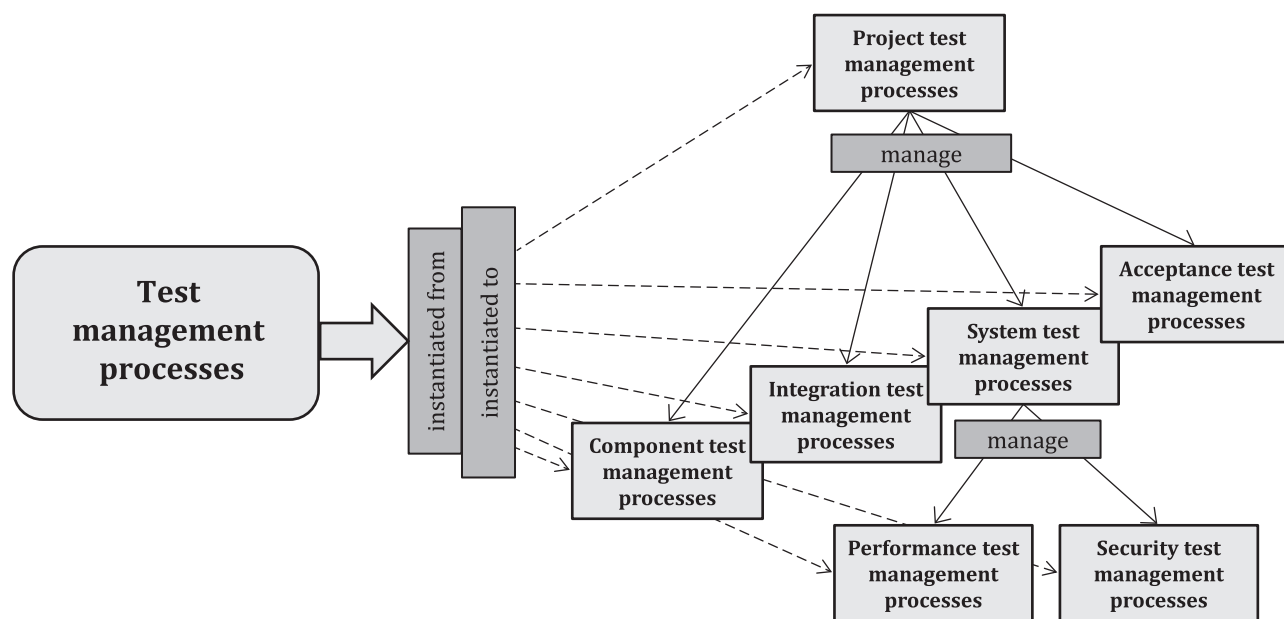 Project test
management
processes
manage
Test
management
processes
instantiated from
instantiated to
Acceptance test
management
processes
System test
management
processes
Integration test
management
processes
Component test
management
processes
manage
Performance test
management
processes
Security test
management
processes